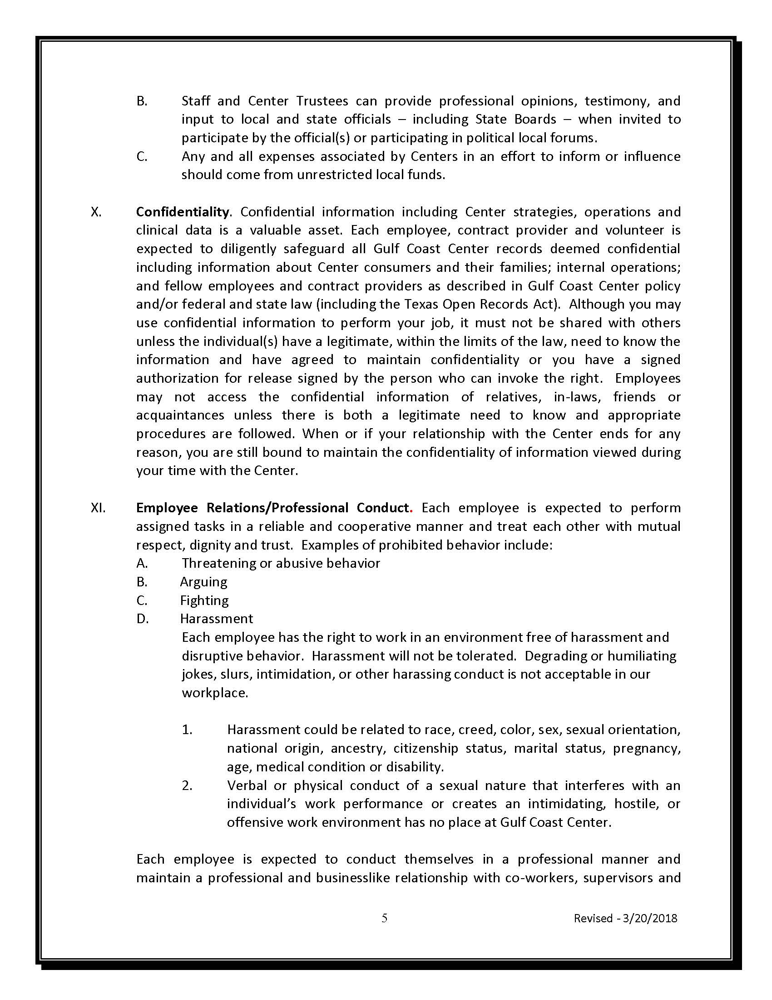 B. Staff and Center Trustees can provide professional opinions, testimony, and
input to local and state officials – including State Boards – when invited to
participate by the official(s) or participating in political local forums.
C. Any and all expenses associated by Centers in an effort to inform or influence
should come from unrestricted local funds.
X. Confidentiality. Confidential information including Center strategies, operations and
clinical data is a valuable asset. Each employee, contract provider and volunteer is
expected to diligently safeguard all Gulf Coast Center records deemed confidential
including information about Center consumers and their families; internal operations;
and fellow employees and contract providers as described in Gulf Coast Center policy
and/or federal and state law (including the Texas Open Records Act).  Although you may
use confidential information to perform your job, it must not be shared with others
unless the individual(s) have a legitimate, within the limits of the law, need to know the
information and have agreed to maintain confidentiality or you have a signed
authorization for release signed by the person who can invoke the right.  Employees
may not access the confidential information of relatives, in-laws, friends or
acquaintances unless there is both a legitimate need to know and appropriate
procedures are followed. When or if your relationship with the Center ends for any
reason, you are still bound to maintain the confidentiality of information viewed during
your time with the Center.
XI. Employee Relations/Professional Conduct. Each employee is expected to perform
assigned tasks in a reliable and cooperative manner and treat each other with mutual
respect, dignity and trust.  Examples of prohibited behavior include:
A. Threatening or abusive behavior
B. Arguing
C. Fighting
D. Harassment
Each employee has the right to work in an environment free of harassment and
disruptive behavior.  Harassment will not be tolerated.  Degrading or humiliating
jokes, slurs, intimidation, or other harassing conduct is not acceptable in our
workplace.
1. Harassment could be related to race, creed, color, sex, sexual orientation,
national origin, ancestry, citizenship status, marital status, pregnancy,
age, medical condition or disability.
2. Verbal or physical conduct of a sexual nature that interferes with an
individual’s work performance or creates an intimidating, hostile, or
offensive work environment has no place at Gulf Coast Center.
Each employee is expected to conduct themselves in a professional manner and
maintain a professional and businesslike relationship with co-workers, supervisors and
5 Revised - 3/20/2018